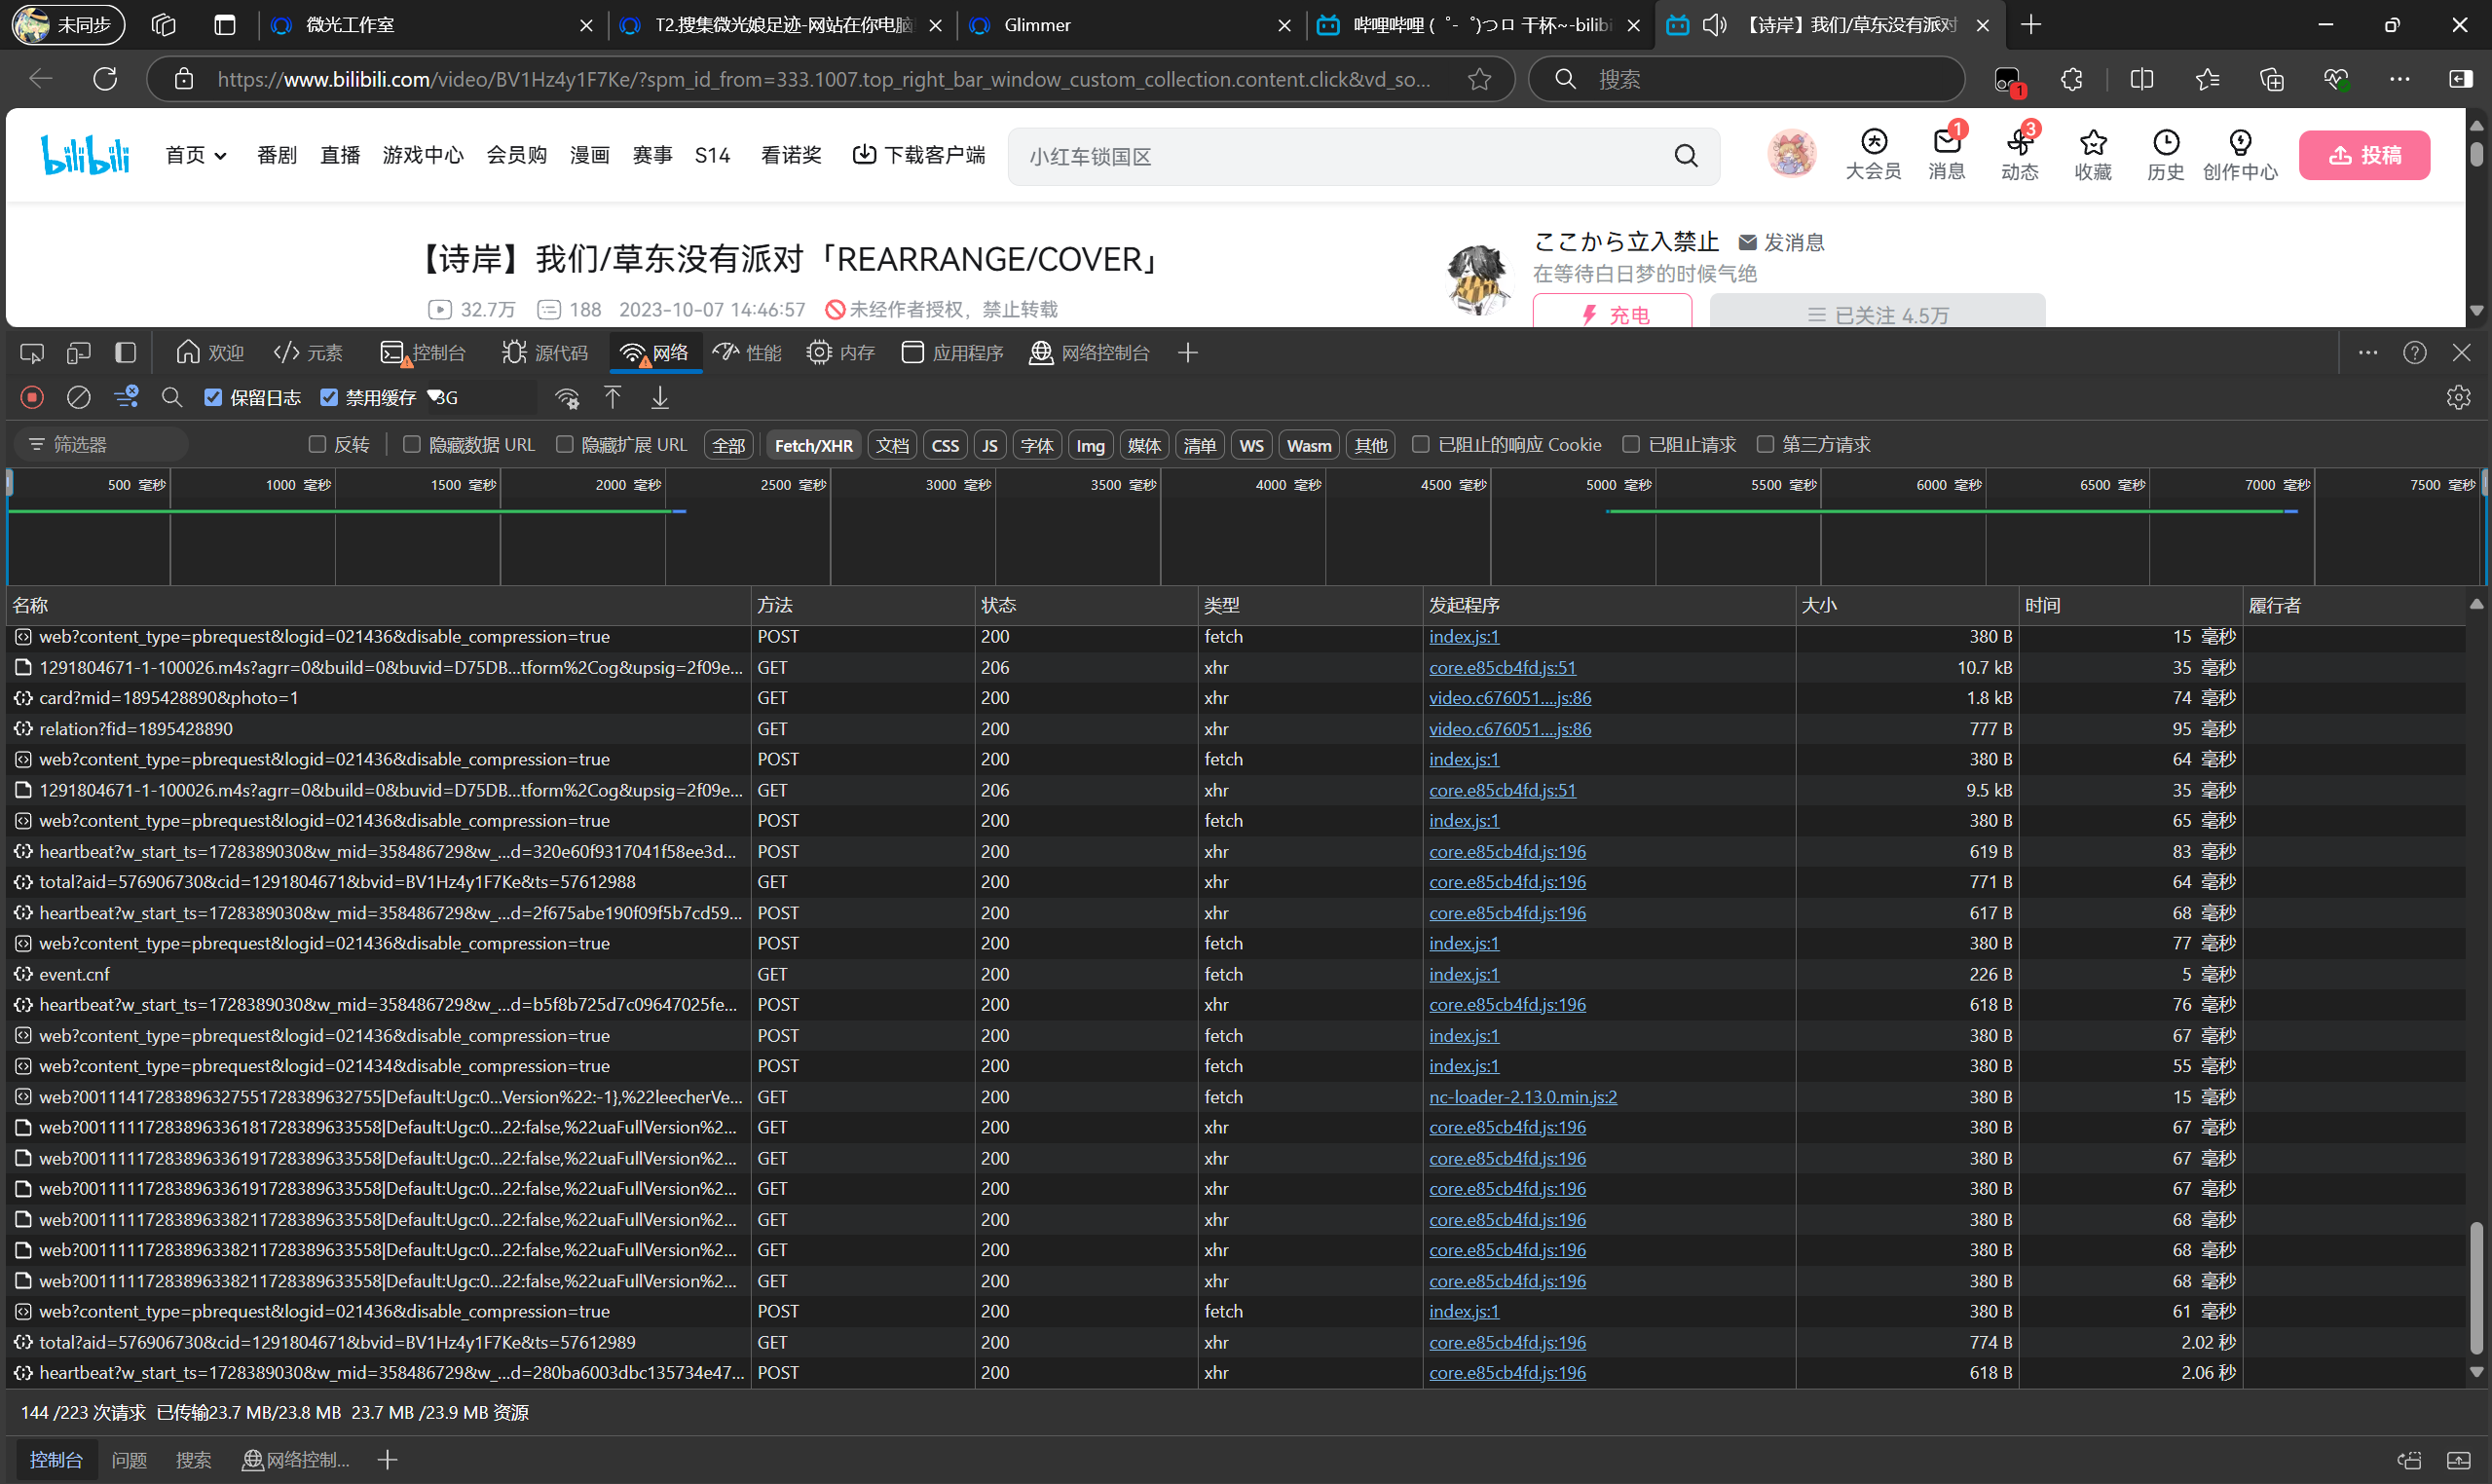 未同步 微光工作室 T2.搜集微光娘足迹-网站在你电脑 Glimmer 哔哩哔哩 (゜-゜)つロ 干杯~-bilibi 【诗岸】我们/草东没有派对
https://www.bilibili.com/video/BV1Hz4y1F7Ke/?spm_id_from=333.1007.top_right_bar_window_custom_collection.content.click&vd_so... 搜索 1
bilibili 首页 番剧 直播 游戏中心 会员购 漫画 赛事 S14 看诺奖 下载客户端 小红车锁国区 大会员 1 消息 3 动态 收藏 历史 创作中心 投稿
【诗岸】我们/草东没有派对「REARRANGE/COVER」
32.7万 188 2023-10-07 14:46:57 未经作者授权，禁止转载
ここから立入禁止 发消息
在等待白日梦的时候气绝
充电 已关注 4.5万
欢迎 元素 控制台 源代码 网络 性能 内存 应用程序 网络控制台
保留日志 禁用缓存 3G
筛选器 反转 隐藏数据 URL 隐藏扩展 URL 全部 Fetch/XHR 文档 CSS JS 字体 Img 媒体 清单 WS Wasm 其他 已阻止的响应 Cookie 已阻止请求 第三方请求
500 毫秒 1000 毫秒 1500 毫秒 2000 毫秒 2500 毫秒 3000 毫秒 3500 毫秒 4000 毫秒 4500 毫秒 5000 毫秒 5500 毫秒 6000 毫秒 6500 毫秒 7000 毫秒 7500 毫秒
名称 方法 状态 类型 发起程序 大小 时间 履行者
web?content_type=pbrequest&logid=021436&disable_compression=true POST 200 fetch index.js:1 380 B 15 毫秒
1291804671-1-100026.m4s?agrr=0&build=0&buvid=D75DB...tform%2Cog&upsig=2f09e... GET 206 xhr core.e85cb4fd.js:51 10.7 kB 35 毫秒
card?mid=1895428890&photo=1 GET 200 xhr video.c676051....js:86 1.8 kB 74 毫秒
relation?fid=1895428890 GET 200 xhr video.c676051....js:86 777 B 95 毫秒
web?content_type=pbrequest&logid=021436&disable_compression=true POST 200 fetch index.js:1 380 B 64 毫秒
1291804671-1-100026.m4s?agrr=0&build=0&buvid=D75DB...tform%2Cog&upsig=2f09e... GET 206 xhr core.e85cb4fd.js:51 9.5 kB 35 毫秒
web?content_type=pbrequest&logid=021436&disable_compression=true POST 200 fetch index.js:1 380 B 65 毫秒
heartbeat?w_start_ts=1728389030&w_mid=358486729&w_...d=320e60f9317041f58ee3d... POST 200 xhr core.e85cb4fd.js:196 619 B 83 毫秒
total?aid=576906730&cid=1291804671&bvid=BV1Hz4y1F7Ke&ts=57612988 GET 200 xhr core.e85cb4fd.js:196 771 B 64 毫秒
heartbeat?w_start_ts=1728389030&w_mid=358486729&w_...d=2f675abe190f09f5b7cd59... POST 200 xhr core.e85cb4fd.js:196 617 B 68 毫秒
web?content_type=pbrequest&logid=021436&disable_compression=true POST 200 fetch index.js:1 380 B 77 毫秒
event.cnf GET 200 fetch index.js:1 226 B 5 毫秒
heartbeat?w_start_ts=1728389030&w_mid=358486729&w_...d=b5f8b725d7c09647025fe... POST 200 xhr core.e85cb4fd.js:196 618 B 76 毫秒
web?content_type=pbrequest&logid=021436&disable_compression=true POST 200 fetch index.js:1 380 B 67 毫秒
web?content_type=pbrequest&logid=021434&disable_compression=true POST 200 fetch index.js:1 380 B 55 毫秒
web?0011141728389632755​1728389632755|Default:Ugc:0...Version%22:-1},%22leecherVe... GET 200 fetch nc-loader-2.13.0.min.js:2 380 B 15 毫秒
web?00111117283896336181728389633558|Default:Ugc:0...22:false,%22uaFullVersion%2... GET 200 xhr core.e85cb4fd.js:196 380 B 67 毫秒
web?00111117283896336191728389633558|Default:Ugc:0...22:false,%22uaFullVersion%2... GET 200 xhr core.e85cb4fd.js:196 380 B 67 毫秒
web?00111117283896336191728389633558|Default:Ugc:0...22:false,%22uaFullVersion%2... GET 200 xhr core.e85cb4fd.js:196 380 B 67 毫秒
web?00111117283896338211728389633558|Default:Ugc:0...22:false,%22uaFullVersion%2... GET 200 xhr core.e85cb4fd.js:196 380 B 68 毫秒
web?00111117283896338211728389633558|Default:Ugc:0...22:false,%22uaFullVersion%2... GET 200 xhr core.e85cb4fd.js:196 380 B 68 毫秒
web?00111117283896338211728389633558|Default:Ugc:0...22:false,%22uaFullVersion%2... GET 200 xhr core.e85cb4fd.js:196 380 B 68 毫秒
web?content_type=pbrequest&logid=021436&disable_compression=true POST 200 fetch index.js:1 380 B 61 毫秒
total?aid=576906730&cid=1291804671&bvid=BV1Hz4y1F7Ke&ts=57612989 GET 200 xhr core.e85cb4fd.js:196 774 B 2.02 秒
heartbeat?w_start_ts=1728389030&w_mid=358486729&w_...d=280ba6003dbc135734e47... POST 200 xhr core.e85cb4fd.js:196 618 B 2.06 秒
144 /223 次请求 已传输23.7 MB/23.8 MB 23.7 MB /23.9 MB 资源
控制台 问题 搜索 网络控制...